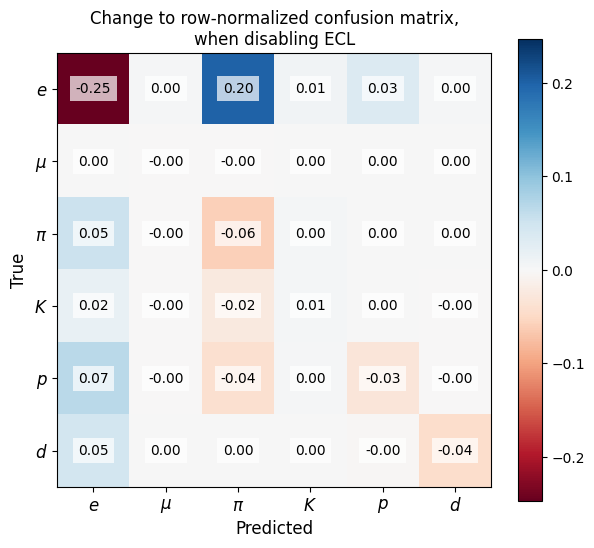 Change to row-normalized confusion matrix,
when disabling ECL
e -0.25 0.00 0.20 0.01 0.03 0.00
μ 0.00 -0.00 -0.00 0.00 0.00 0.00
π 0.05 -0.00 -0.06 0.00 0.00 0.00
K 0.02 -0.00 -0.02 0.01 0.00 -0.00
p 0.07 -0.00 -0.04 0.00 -0.03 -0.00
d 0.05 0.00 0.00 0.00 -0.00 -0.04
e μ π K p d
Predicted
True
0.2
0.1
0.0
−0.1
−0.2